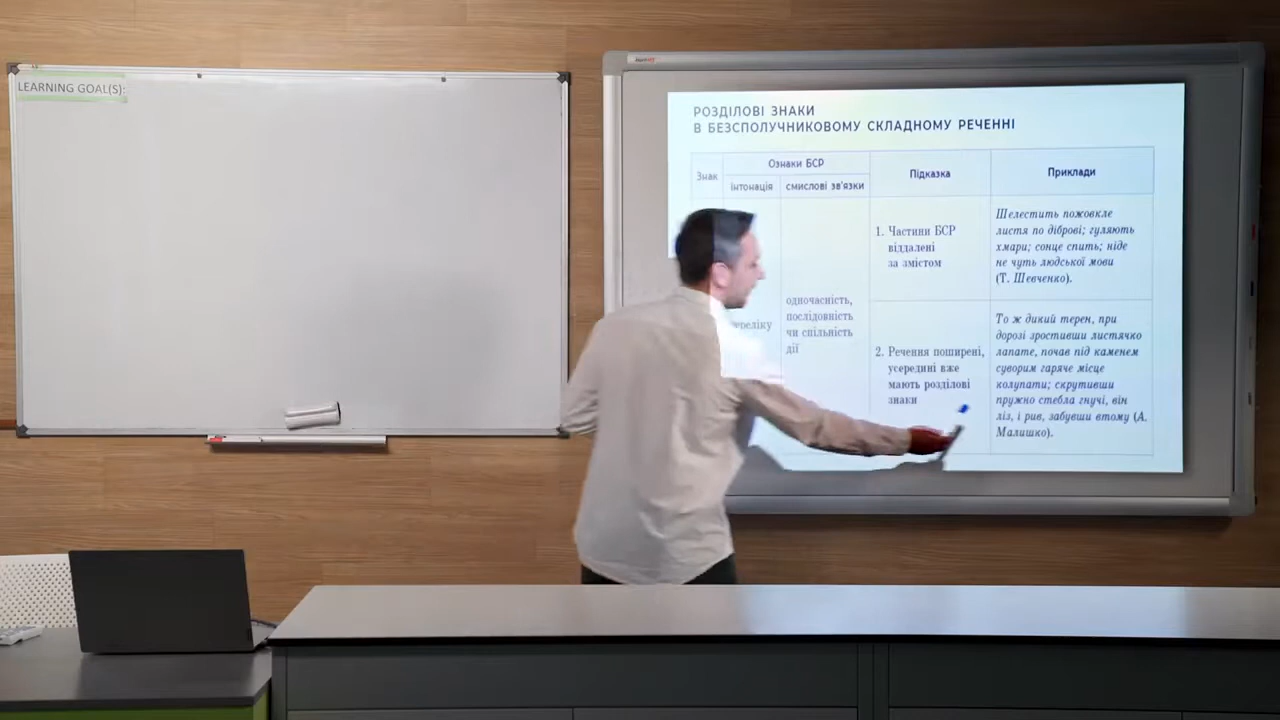 LEARNING GOAL(S):
РОЗДІЛОВІ ЗНАКИ
В БЕЗСПОЛУЧНИКОВОМУ СКЛАДНОМУ РЕЧЕННІ
Знак
Ознаки БСР
інтонація
смислові зв'язки
Підказка
Приклади
одночасність,
послідовність
чи спільність
дії
1. Частини БСР
віддалені
за змістом
Шелестить пожовкле
листя по діброві; гуляють
хмари; сонце спить; ніде
не чуть людської мови
(Т. Шевченко).
2. Речення поширені,
усередині вже
мають розділові
знаки
То ж дикий терен, при
дорозі зростивши листячко
лапате, почав під каменем
суворим гаряче місце
колупати; скрутивши
пружно стебла гнучі, він
ліз, і рив, забувши втому (А.
Малишко).